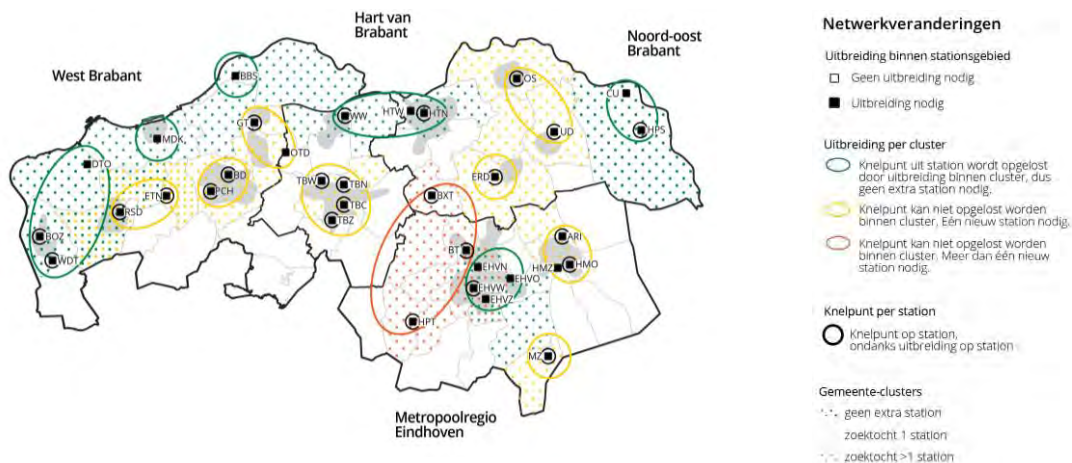 Hart van
Brabant
Noord-oost
Brabant
West Brabant
BBS
OS
CU
HTW
HTN
WW
GT
UD
HPS
MDK
OTD
DTO
BD
ERD
TBW
TBN
ETN
PCH
BXT
TBC
RSD
TBZ
BOZ
ARI
BT
WDT
EHVN
HMZ
HMO
EHVO
EHVW
EHVZ
HPT
MZ
Metropoolregio
Eindhoven
Netwerkveranderingen
Uitbreiding binnen stationsgebied
Geen uitbreiding nodig
Uitbreiding nodig
Uitbreiding per cluster
Knelpunt uit station wordt opgelost
door uitbreiding binnen cluster, dus
geen extra station nodig.
Knelpunt kan niet opgelost worden
binnen cluster. Eén nieuw station nodig.
Knelpunt kan niet opgelost worden
binnen cluster. Meer dan één nieuw
station nodig.
Knelpunt per station
Knelpunt op station,
ondanks uitbreiding op station
Gemeente-clusters
geen extra station
zoektocht 1 station
zoektocht >1 station